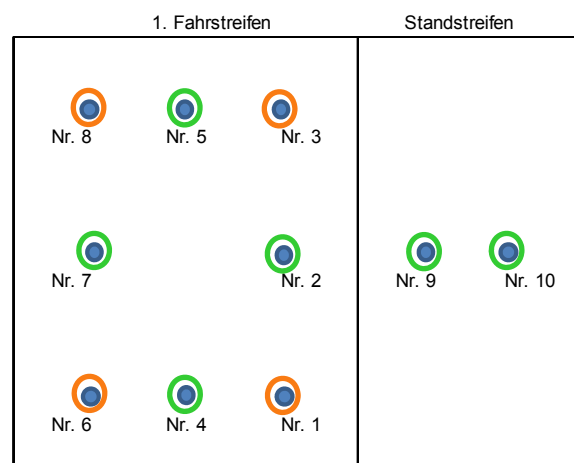 1. Fahrstreifen Standstreifen
Nr. 8 Nr. 5 Nr. 3
Nr. 7 Nr. 2 Nr. 9 Nr. 10
Nr. 6 Nr. 4 Nr. 1